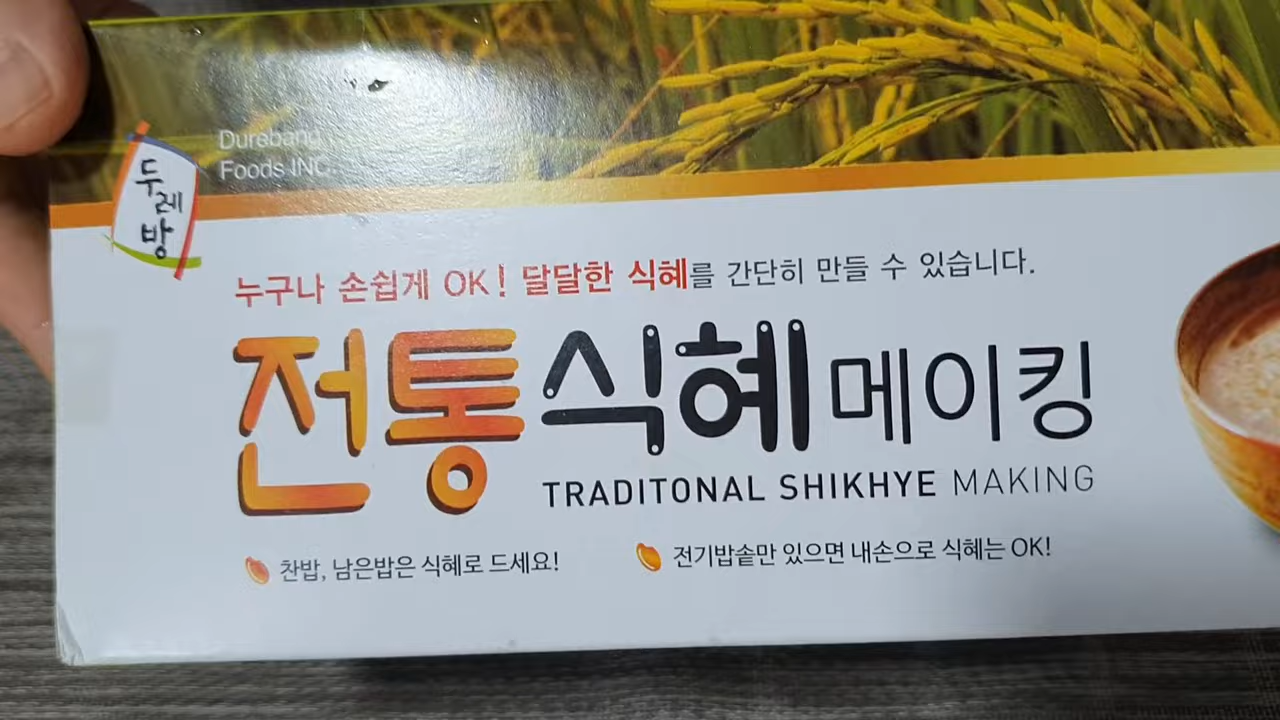 두레방
Durebang
Foods INC.
누구나 손쉽게 OK! 달달한 식혜를 간단히 만들 수 있습니다.
전통식혜메이킹
TRADITONAL SHIKHYE MAKING
찬밥, 남은밥은 식혜로 드세요!
전기밥솥만 있으면 내손으로 식혜는 OK!